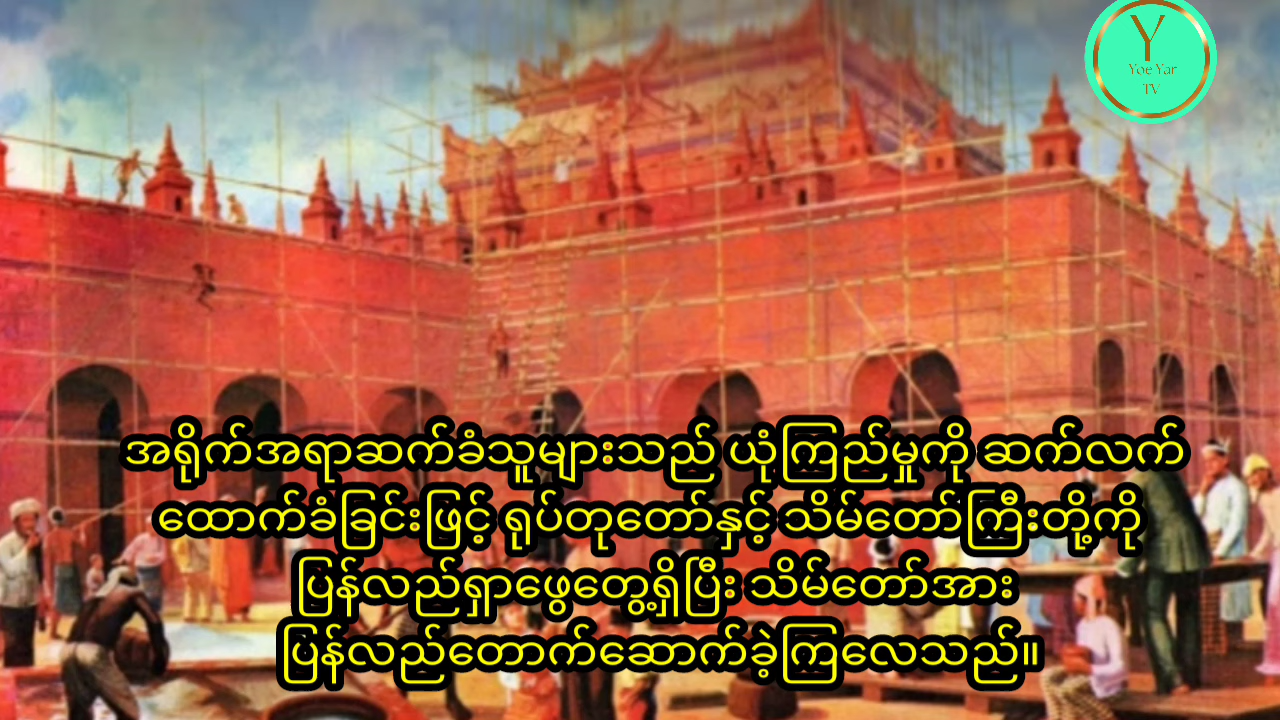 Y
Yoe Yar
TV
အရိုက်အရာဆက်ခံသူများသည် ယုံကြည်မှုကို ဆက်လက်
ထောက်ခံခြင်းဖြင့် ရုပ်တုတော်နှင့် သိမ်တော်ကြီးတို့ကို
ပြန်လည်ရှာဖွေတွေ့ရှိပြီး သိမ်တော်အား
ပြန်လည်တောက်ဆောက်ခဲ့ကြလေသည်။